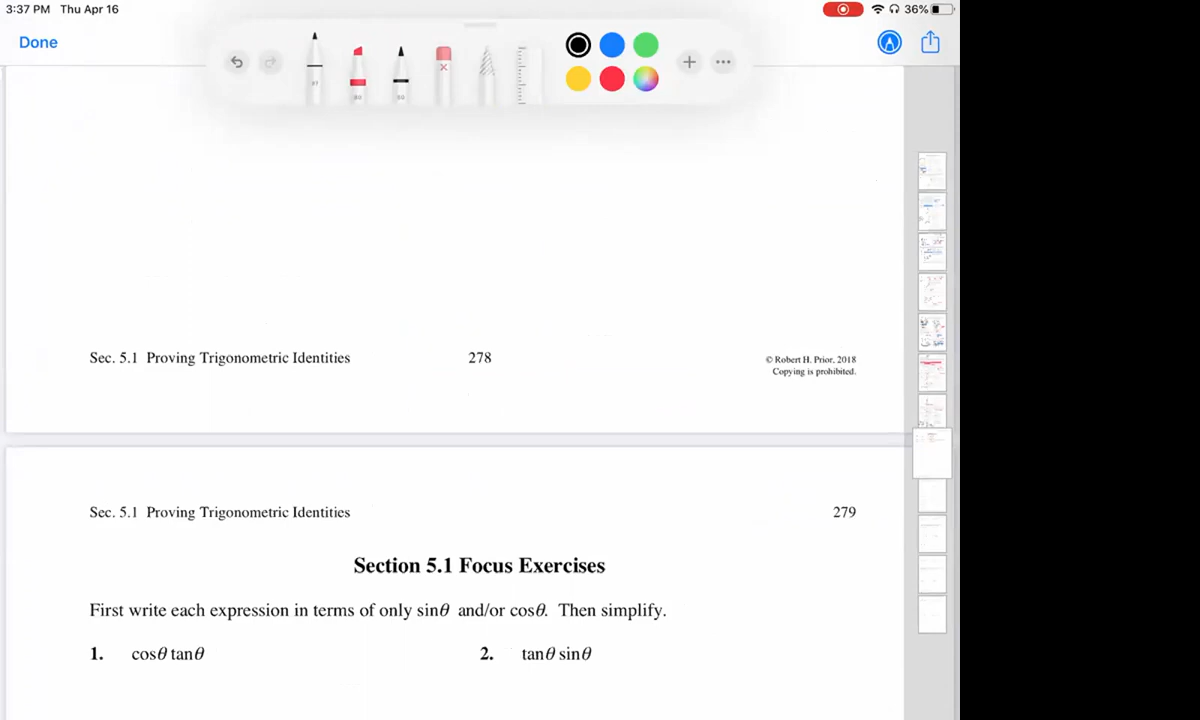 3:37 PM Thu Apr 16
36%
Done
Sec. 5.1 Proving Trigonometric Identities 278 © Robert H. Prior, 2018
Copying is prohibited.
Sec. 5.1 Proving Trigonometric Identities 279
Section 5.1 Focus Exercises
First write each expression in terms of only sinθ and/or cosθ. Then simplify.
1. cosθ tanθ 2. tanθ sinθ